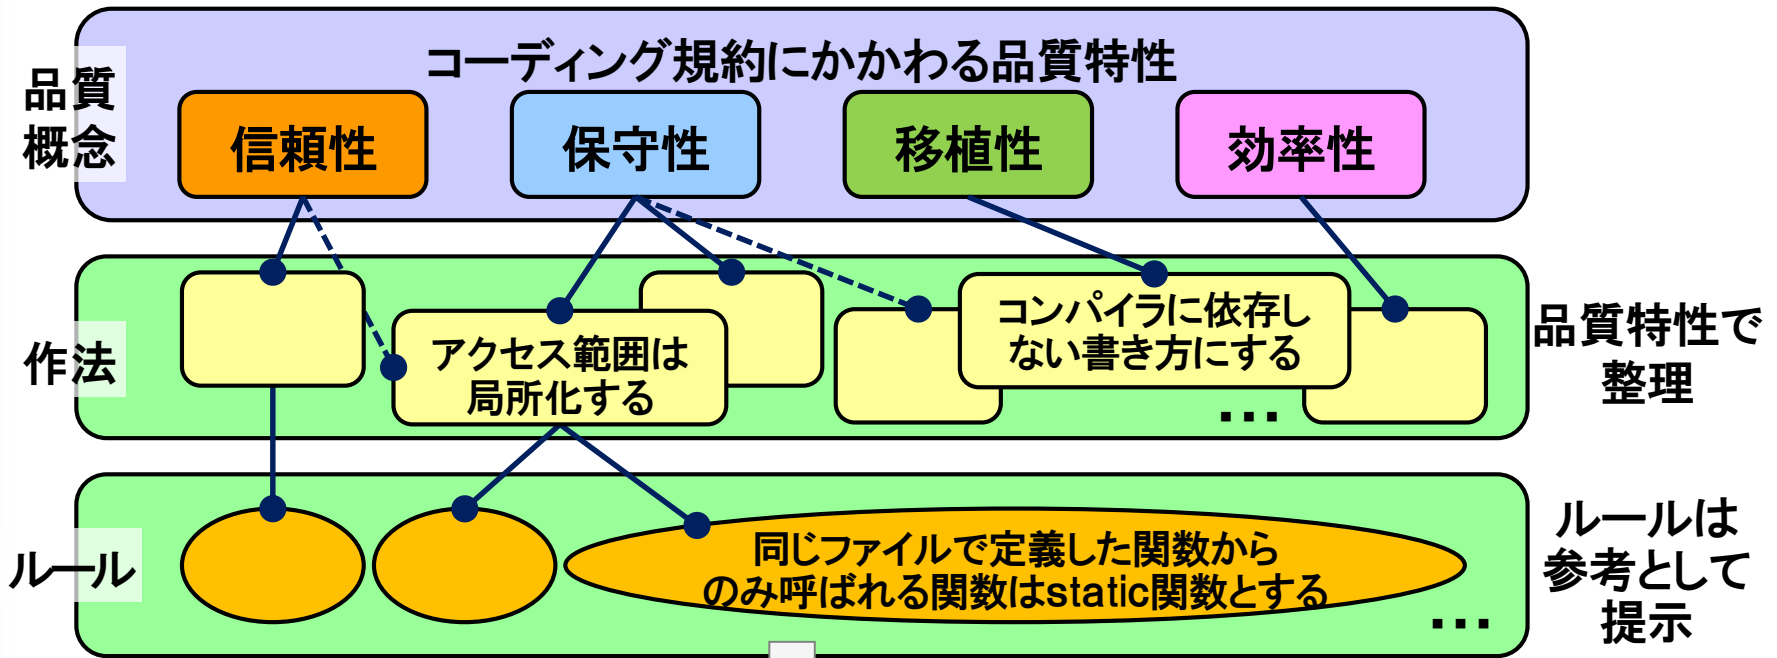 コーディング規約にかかわる品質特性
品質
概念
信頼性
保守性
移植性
効率性
作法
アクセス範囲は
局所化する
コンパイラに依存し
ない書き方にする
...
品質特性で
整理
ルール
同じファイルで定義した関数から
のみ呼ばれる関数はstatic関数とする
...
ルールは
参考として
提示